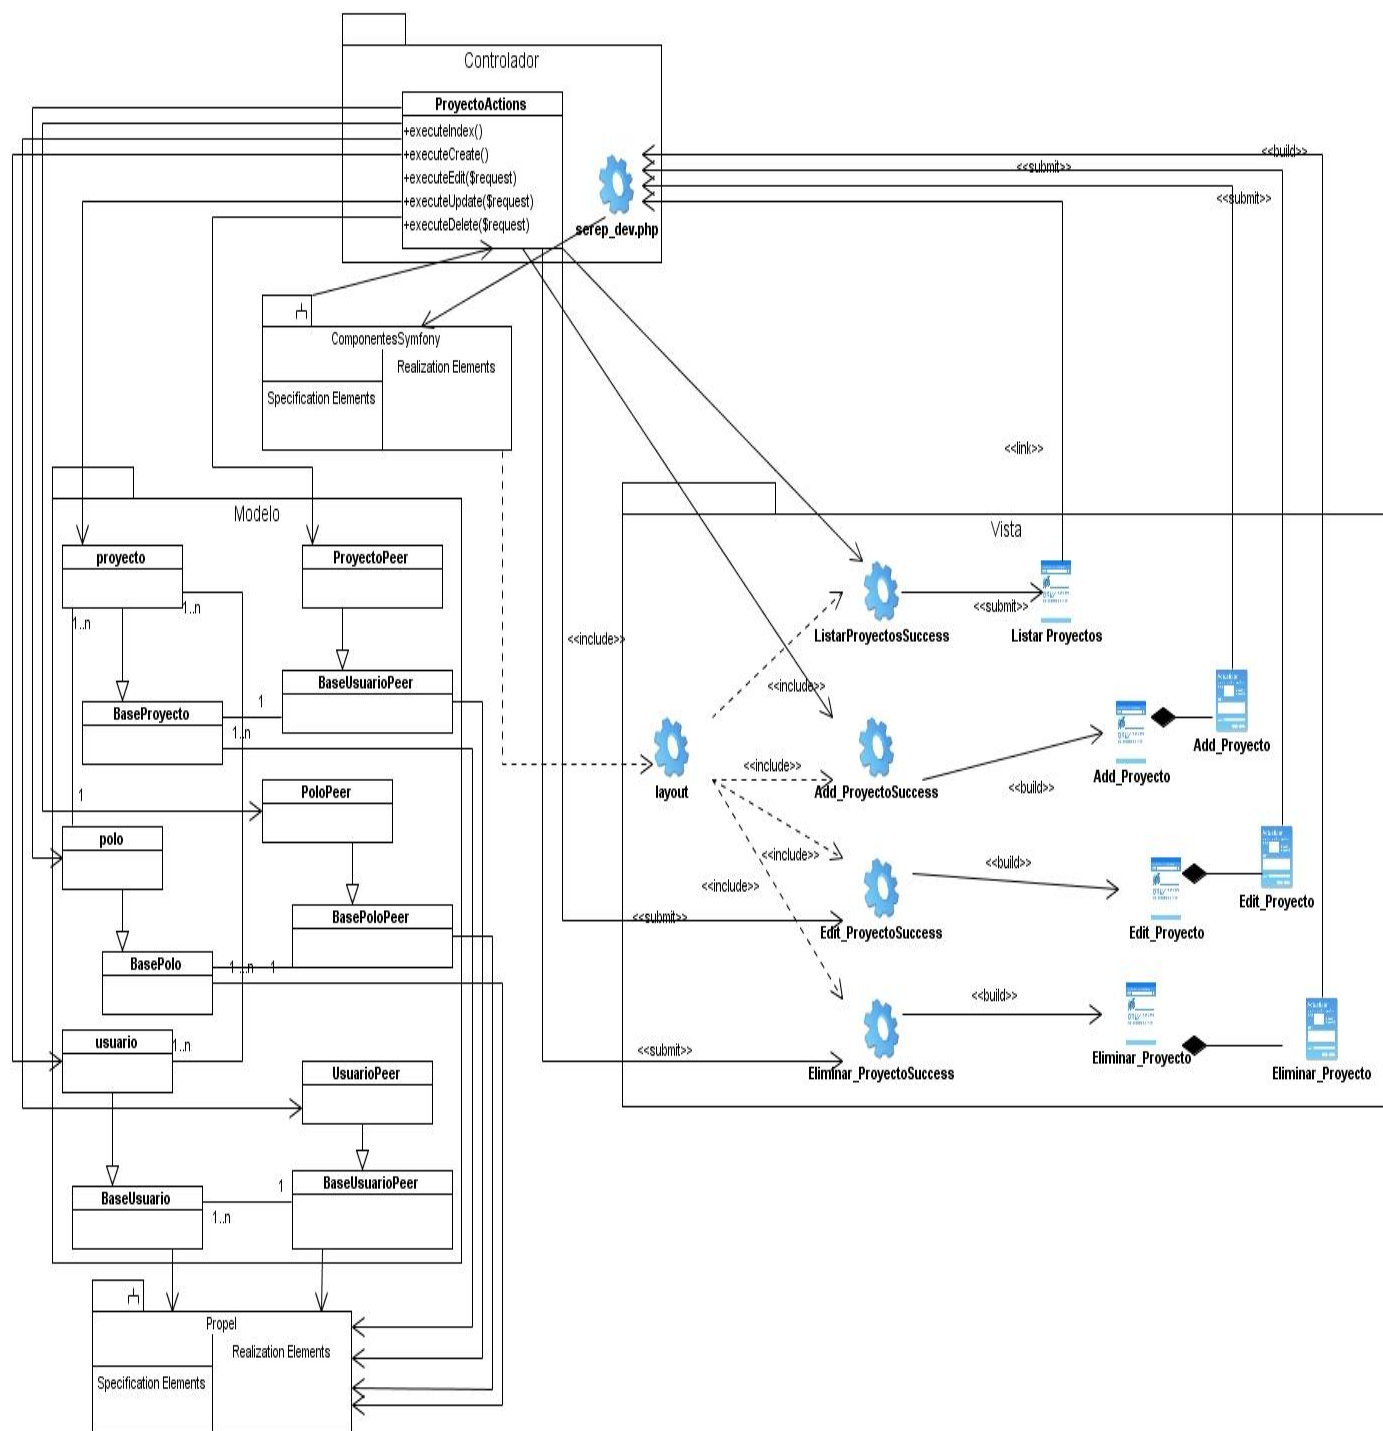 Controlador
ProyectoActions
+executeIndex()
+executeCreate()
+executeEdit($request)
+executeUpdate($request)
+executeDelete($request)
screp_dev.php
<<build>>
<<submit>>
<<submit>>
ComponentesSymfony
Realization Elements
Specification Elements
<<link>>
Modelo
Vista
proyecto
ProyectoPeer
1..n
1..n
<<include>>
ListarProyectosSuccess
<<submit>>
Listar Proyectos
BaseUsuarioPeer
<<include>>
BaseProyecto
1
1..n
layout
<<include>>
Add_ProyectoSuccess
<<build>>
Add_Proyecto
Add_Proyecto
PoloPeer
1
polo
<<include>>
<<include>>
<<build>>
BasePoloPeer
<<submit>>
Edit_ProyectoSuccess
Edit_Proyecto
Edit_Proyecto
BasePolo
1..n
1
<<build>>
usuario
1..n
<<submit>>
Eliminar_ProyectoSuccess
Eliminar_Proyecto
Eliminar_Proyecto
UsuarioPeer
BaseUsuario
1
1..n
BaseUsuarioPeer
Propel
Realization Elements
Specification Elements